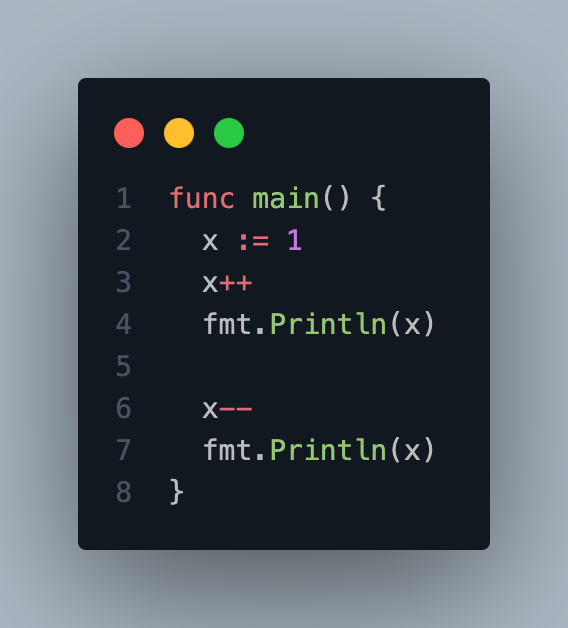 1 func main() {
2   x := 1
3   x++
4   fmt.Println(x)
5
6   x--
7   fmt.Println(x)
8 }